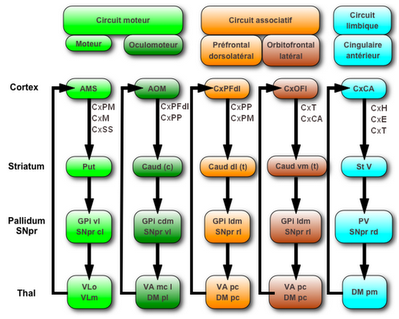 Circuit moteur
Circuit associatif
Circuit
limbique
Moteur
Oculomoteur
Préfrontal
dorsolatéral
Orbitofrontal
latéral
Cingulaire
antérieur
Cortex
AMS
AOM
CxPFdl
CxOFl
CxCA
CxPM
CxM
CxSS
CxPFdl
CxPP
CxPP
CxPM
CxT
CxCA
CxH
CxE
CxT
Striatum
Put
Caud (c)
Caud dl (t)
Caud vm (t)
St V
Pallidum
SNpr
GPi vl
SNpr cl
GPi cdm
SNpr vl
GPi ldm
SNpr rl
GPi ldm
SNpr rl
PV
SNpr rd
Thal
VLo
VLm
VA mc l
DM pl
VA pc
DM pc
VA pc
DM pc
DM pm